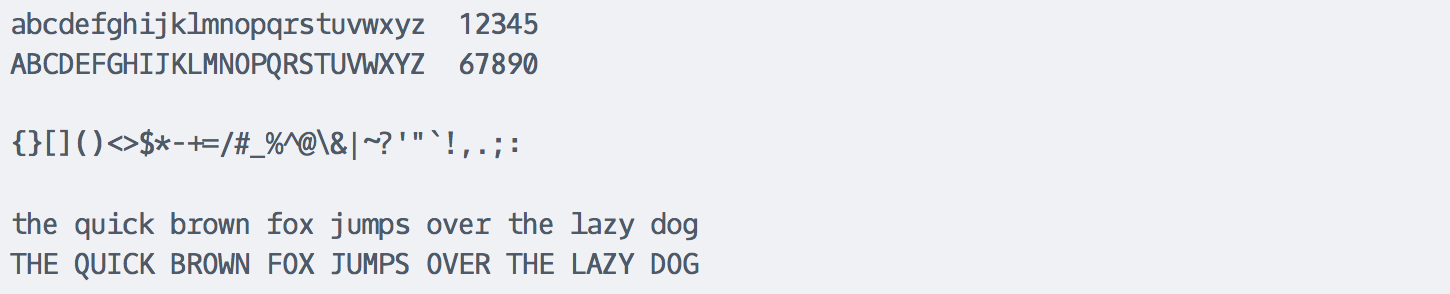 abcdefghijklmnopqrstuvwxyz  12345
ABCDEFGHIJKLMNOPQRSTUVWXYZ  67890
{}[]()<>$*-+=/#_%^@\&|~?'"`!,.;:
the quick brown fox jumps over the lazy dog
THE QUICK BROWN FOX JUMPS OVER THE LAZY DOG